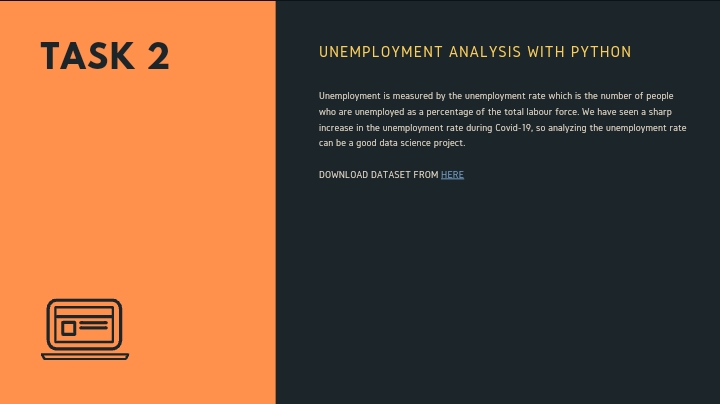 TASK 2
UNEMPLOYMENT ANALYSIS WITH PYTHON
Unemployment is measured by the unemployment rate which is the number of people
who are unemployed as a percentage of the total labour force. We have seen a sharp
increase in the unemployment rate during Covid-19, so analyzing the unemployment rate
can be a good data science project.
DOWNLOAD DATASET FROM HERE